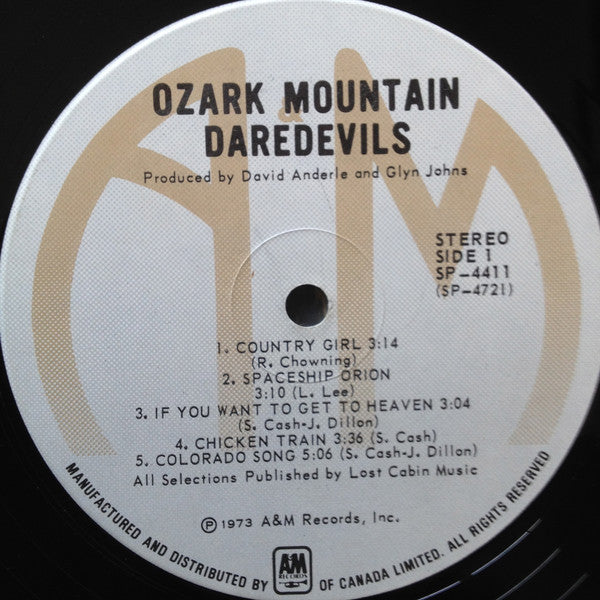 OZARK MOUNTAIN
DAREDEVILS
Produced by David Anderle and Glyn Johns
STEREO
SIDE 1
SP-4411
(SP-4721)
1. COUNTRY GIRL 3:14
(R. Chowning)
2. SPACESHIP ORION
3:10 (L. Lee)
3. IF YOU WANT TO GET TO HEAVEN 3:04
(S. Cash-J. Dillon)
4. CHICKEN TRAIN 3:36 (S. Cash)
5. COLORADO SONG 5:06 (S. Cash-J. Dillon)
All Selections Published by Lost Cabin Music
℗ 1973 A&M Records, Inc.
MANUFACTURED AND DISTRIBUTED BY A&M RECORDS OF CANADA LIMITED. ALL RIGHTS RESERVED